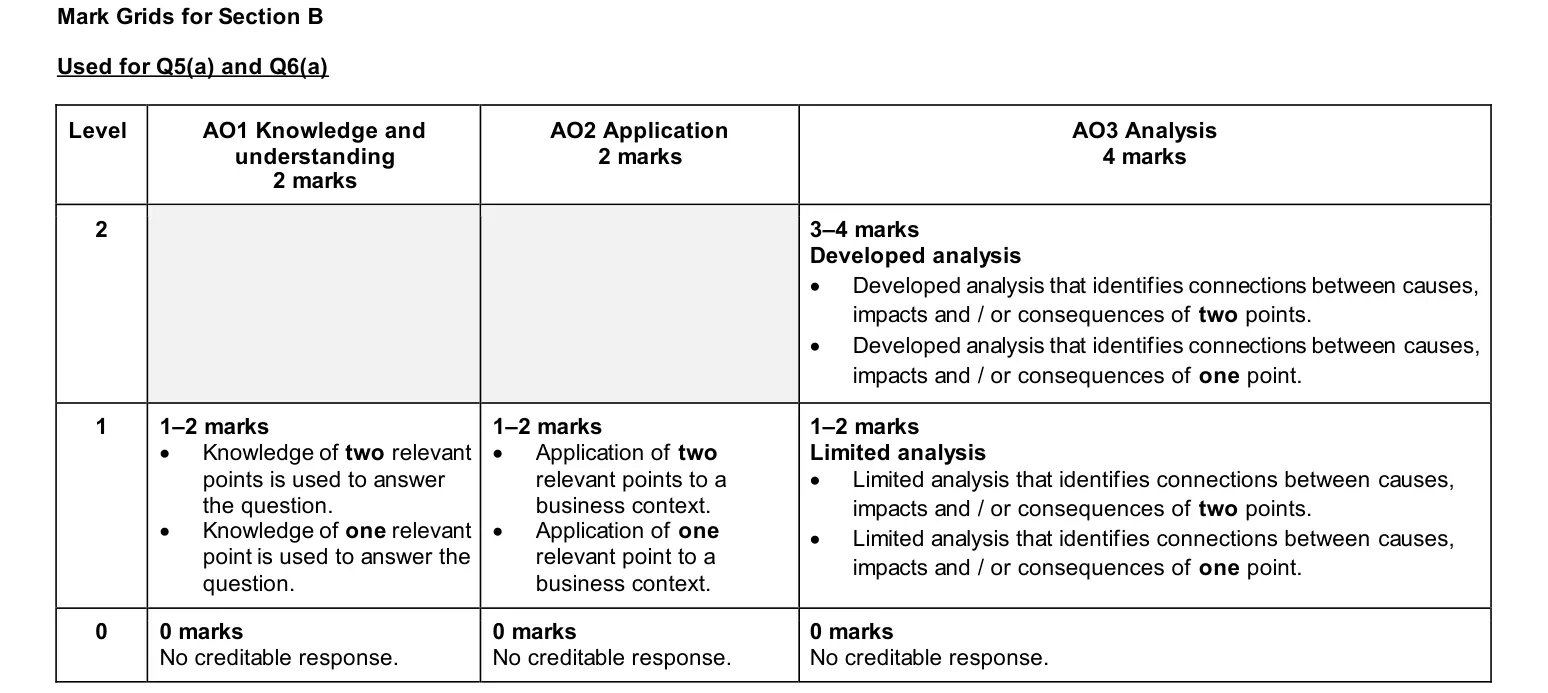 Mark Grids for Section B
Used for Q5(a) and Q6(a)
Level
AO1 Knowledge and
understanding
2 marks
AO2 Application
2 marks
AO3 Analysis
4 marks
2
3–4 marks
Developed analysis
• Developed analysis that identifies connections between causes,
impacts and / or consequences of two points.
• Developed analysis that identifies connections between causes,
impacts and / or consequences of one point.
1
1–2 marks
• Knowledge of two relevant
points is used to answer
the question.
• Knowledge of one relevant
point is used to answer the
question.
1–2 marks
• Application of two
relevant points to a
business context.
• Application of one
relevant point to a
business context.
1–2 marks
Limited analysis
• Limited analysis that identifies connections between causes,
impacts and / or consequences of two points.
• Limited analysis that identifies connections between causes,
impacts and / or consequences of one point.
0
0 marks
No creditable response.
0 marks
No creditable response.
0 marks
No creditable response.